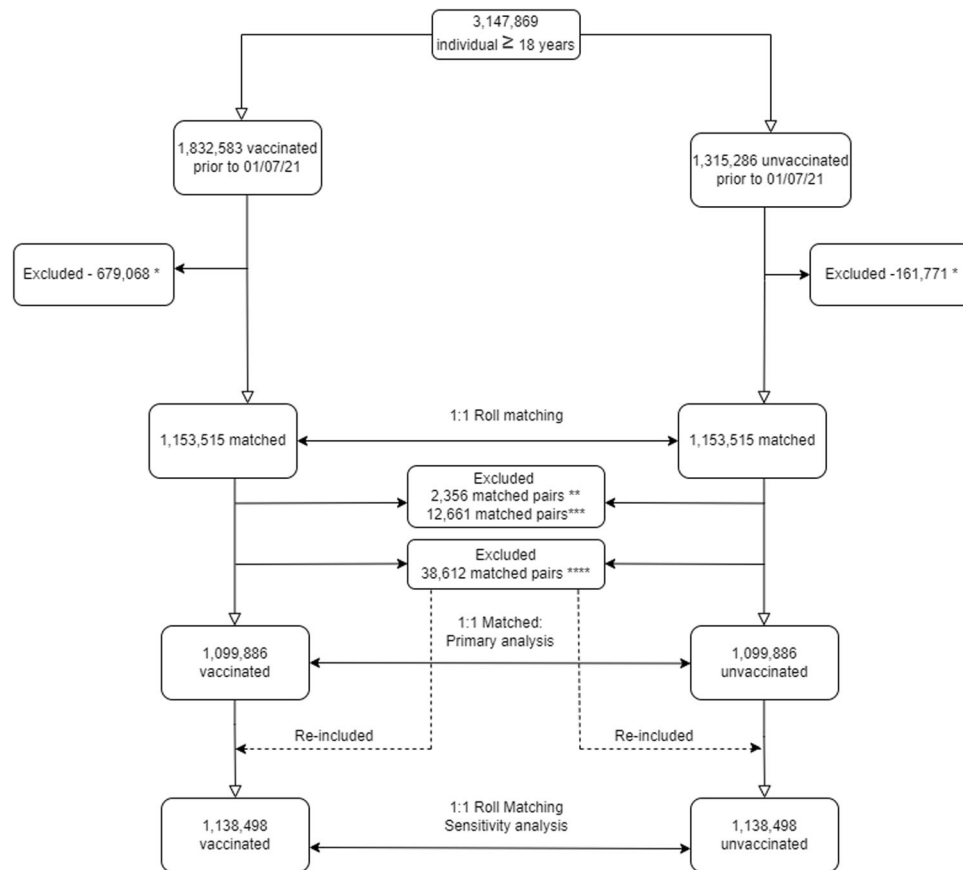 3,147,869
individual ≥ 18 years
1,832,583 vaccinated
prior to 01/07/21
1,315,286 unvaccinated
prior to 01/07/21
Excluded - 679,068 *
Excluded -161,771 *
1:1 Roll matching
1,153,515 matched
1,153,515 matched
Excluded
2,356 matched pairs **
12,661 matched pairs***
Excluded
38,612 matched pairs ****
1:1 Matched:
Primary analysis
1,099,886
vaccinated
1,099,886
unvaccinated
Re-included
Re-included
1:1 Roll Matching
Sensitivity analysis
1,138,498
vaccinated
1,138,498
unvaccinated